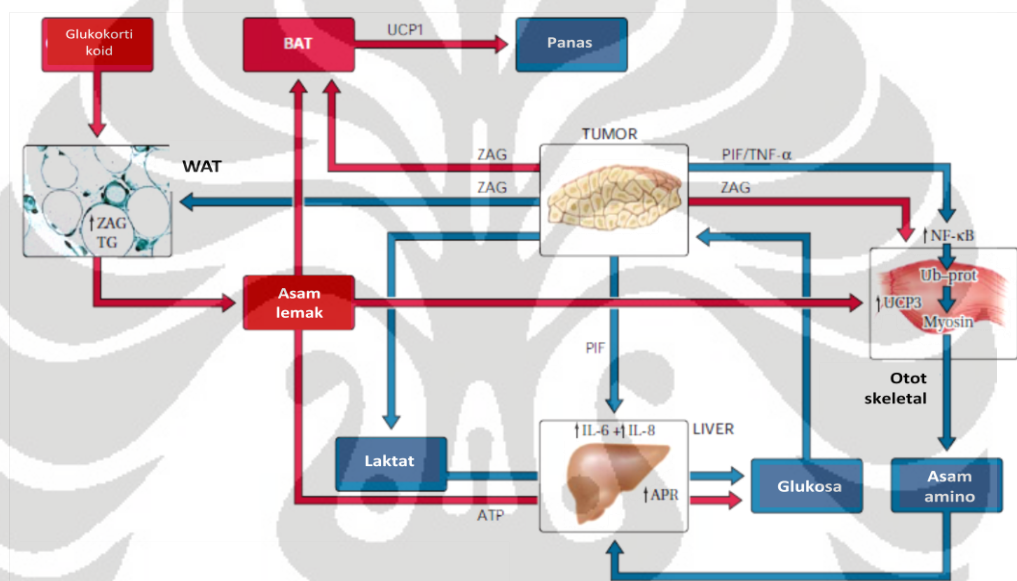 Glukokorti
koid
BAT
UCP1
Panas
TUMOR
WAT
ZAG
PIF/TNF-α
ZAG
ZAG
↑ZAG
TG
↑NF-κB
Ub-prot
↑UCP3
Myosin
Asam
lemak
PIF
Otot
skeletal
↑IL-6 +↑IL-8
LIVER
Laktat
↑APR
Glukosa
Asam
amino
ATP